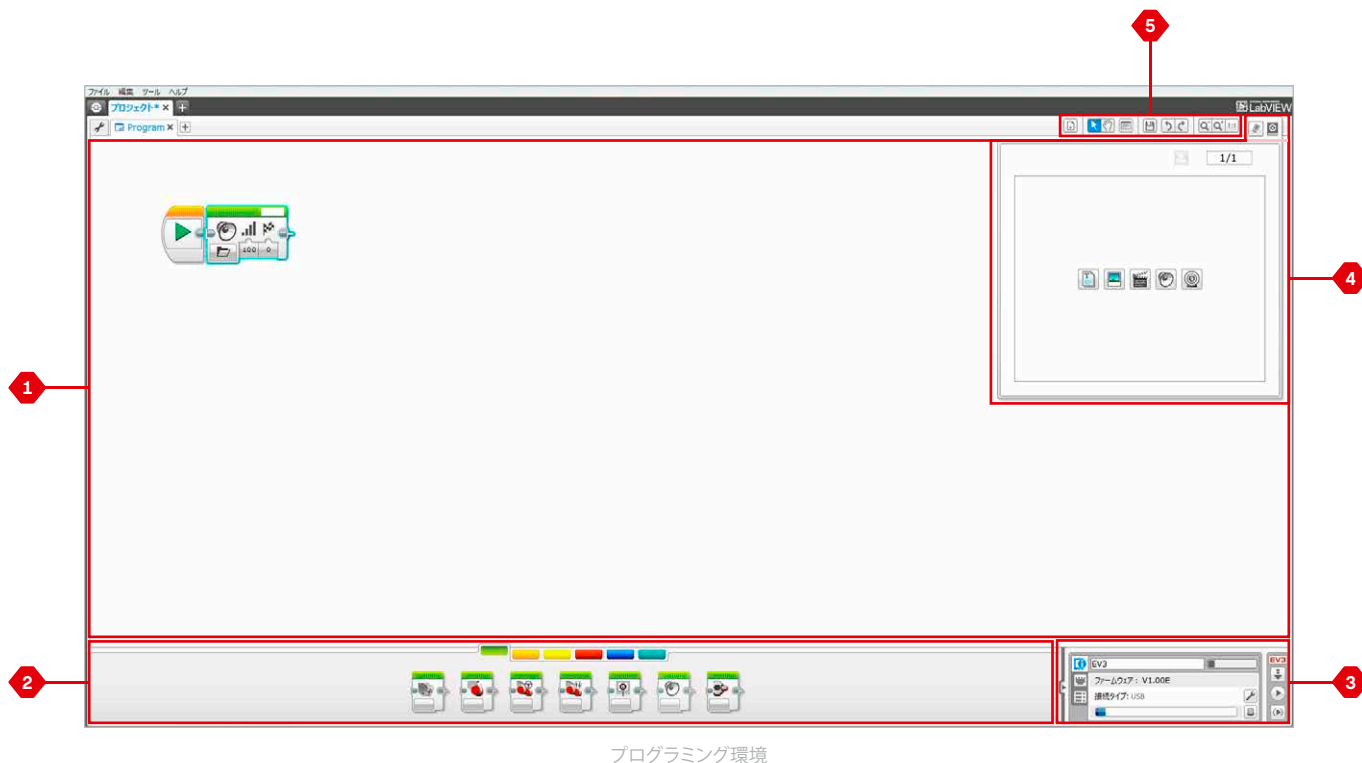 5
ファイル 編集 ツール ヘルプ
プロジェクト* × +
LabVIEW
Program × +
1/1
100 0
4
1
2
EV3
EV3
ファームウェア: V1.00E
接続タイプ: USB
3
プログラミング環境